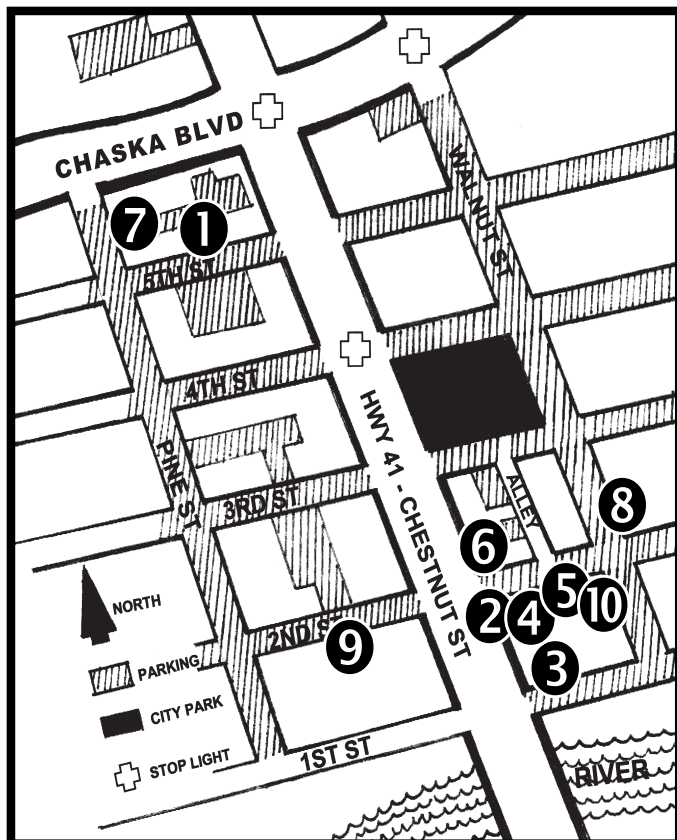 CHASKA BLVD
WALNUT ST
7
1
5TH ST
4TH ST
HWY 41 - CHESTNUT ST
PINE ST
3RD ST
ALLEY
8
6
NORTH
2
4
5
10
2ND ST
9
3
PARKING
CITY PARK
STOP LIGHT
1ST ST
RIVER